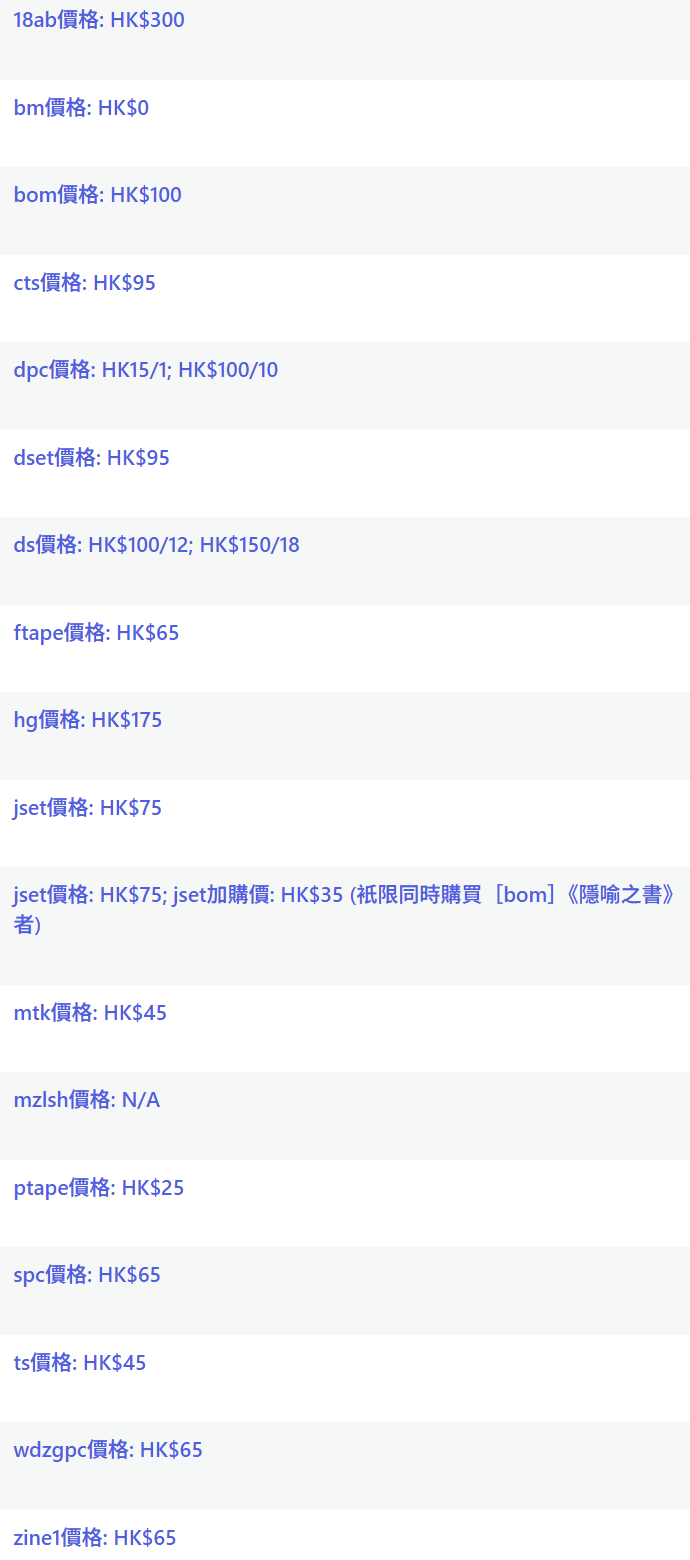 18ab價格: HK$300
bm價格: HK$0
bom價格: HK$100
cts價格: HK$95
dpc價格: HK15/1; HK$100/10
dset價格: HK$95
ds價格: HK$100/12; HK$150/18
ftape價格: HK$65
hg價格: HK$175
jset價格: HK$75
jset價格: HK$75; jset加購價: HK$35 (衹限同時購買［bom］《隱喻之書》
者)
mtk價格: HK$45
mzlsh價格: N/A
ptape價格: HK$25
spc價格: HK$65
ts價格: HK$45
wdzgpc價格: HK$65
zine1價格: HK$65